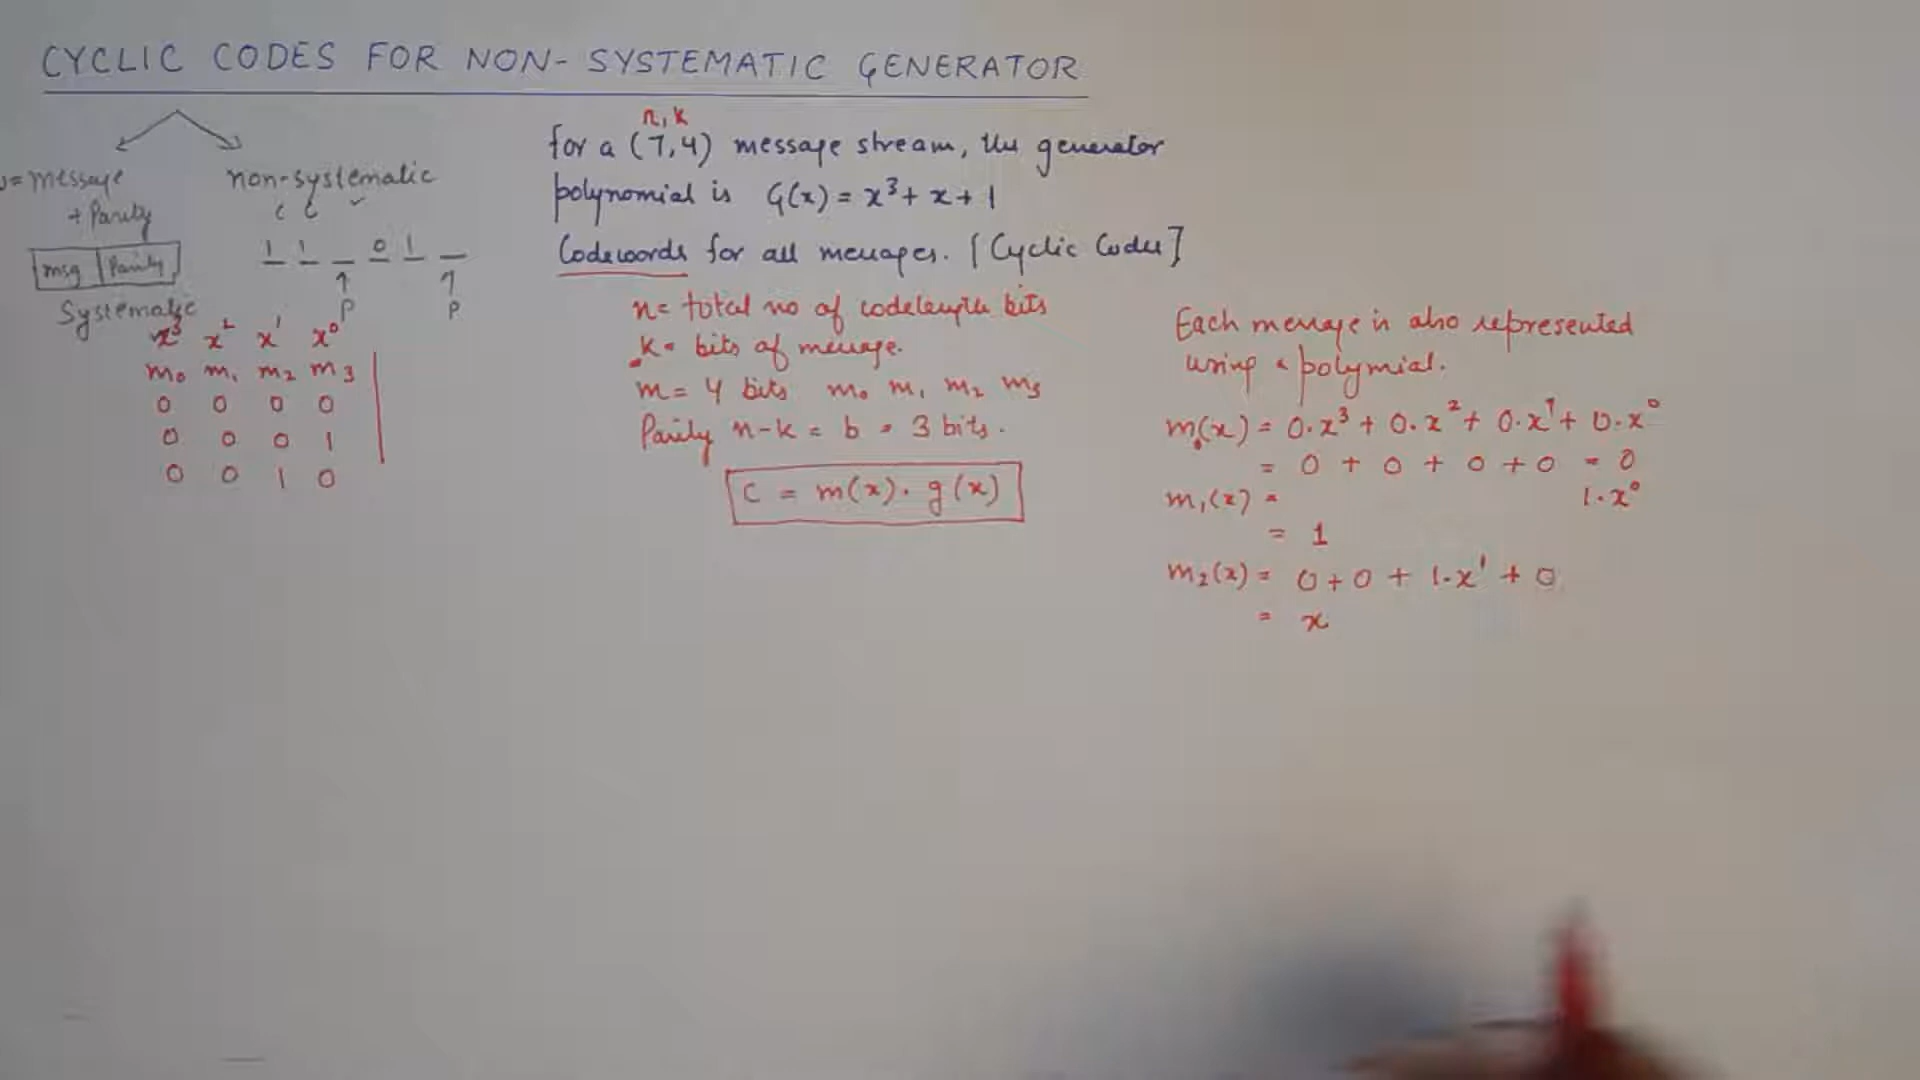 CYCLIC CODES FOR NON-SYSTEMATIC GENERATOR
= message
+ Parity
msg | Parity
Systematic
non-systematic
1 1 _ 0 1 _
↑ ↑
P P
n, k
for a (7,4) message stream, the generator
polynomial is G(x) = x³ + x + 1
Codewords for all messages. [Cyclic Codes]
x³ x² x¹ x⁰
m₀ m₁ m₂ m₃
0 0 0 0
0 0 0 1
0 0 1 0
n = total no of codelength bits
k = bits of message.
m = 4 bits m₀ m₁ m₂ m₃
Parity n-k = b = 3 bits.
C = m(x). g(x)
Each message is also represented
using a polymial.
m₀(x) = 0.x³ + 0.x² + 0.x¹ + 0.x⁰
= 0 + 0 + 0 + 0 = 0
m₁(x) = 1.x⁰
= 1
m₂(x) = 0 + 0 + 1.x¹ + 0
= x